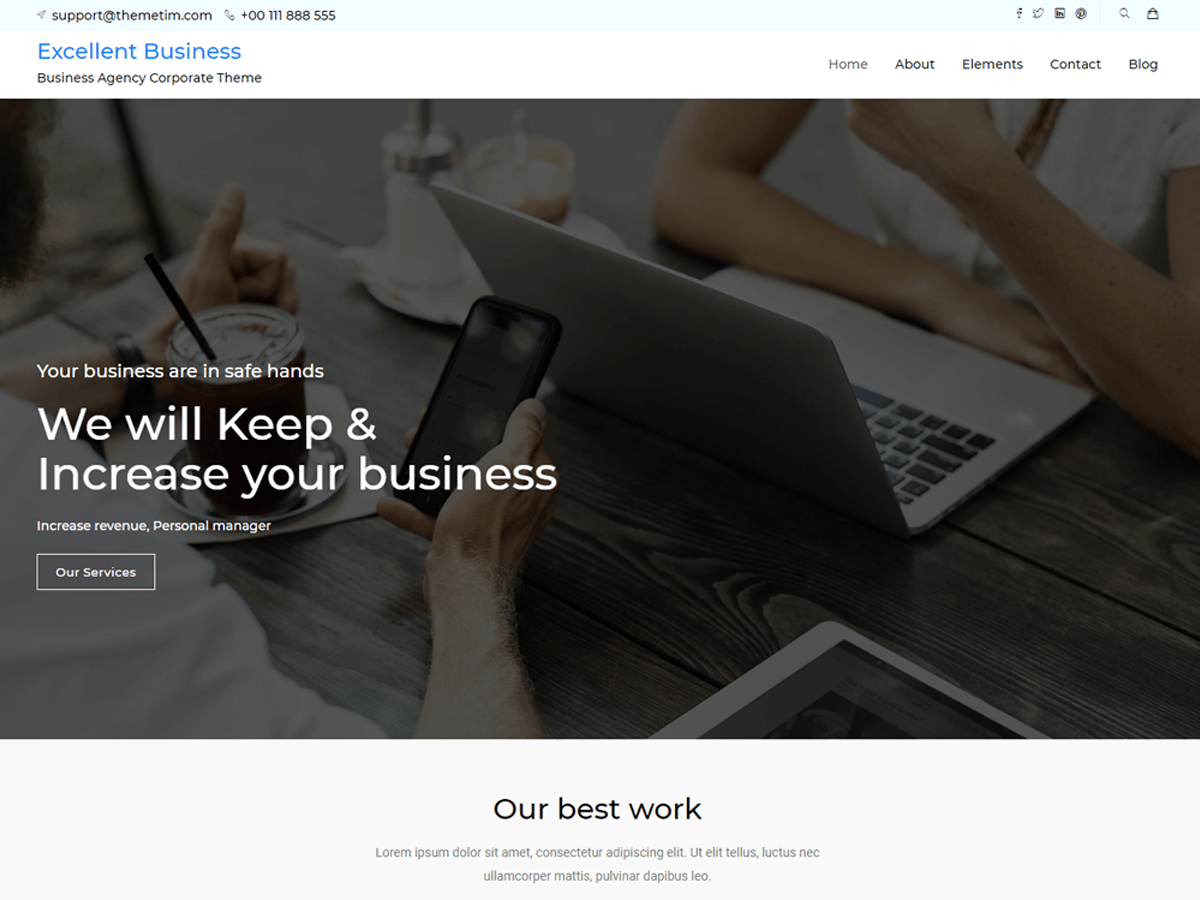 support@themetim.com +00 111 888 555
Excellent Business
Business Agency Corporate Theme
Home About Elements Contact Blog
Your business are in safe hands
We will Keep &
Increase your business
Increase revenue, Personal manager
Our Services
Our best work
Lorem ipsum dolor sit amet, consectetur adipiscing elit. Ut elit tellus, luctus nec
ullamcorper mattis, pulvinar dapibus leo.